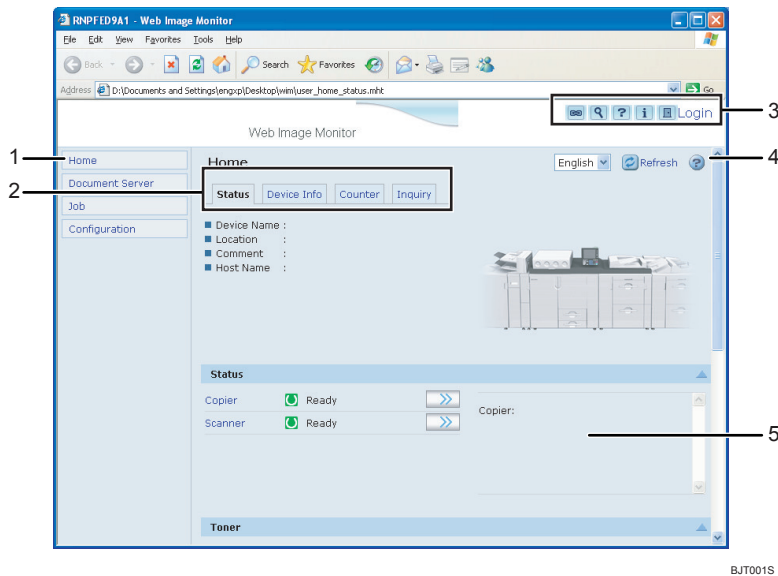 RNPFED9A1 - Web Image Monitor
File Edit View Favorites Tools Help
Back Search Favorites
Address D:\Documents and Settings\engxp\Desktop\wim\user_home_status.mht Go
Web Image Monitor
Login
3
1
Home
Home
English
Refresh
4
2
Document Server
Status Device Info Counter Inquiry
Job
Configuration
Device Name :
Location :
Comment :
Host Name :
Status
Copier Ready
Copier:
Scanner Ready
5
Toner
BJT001S